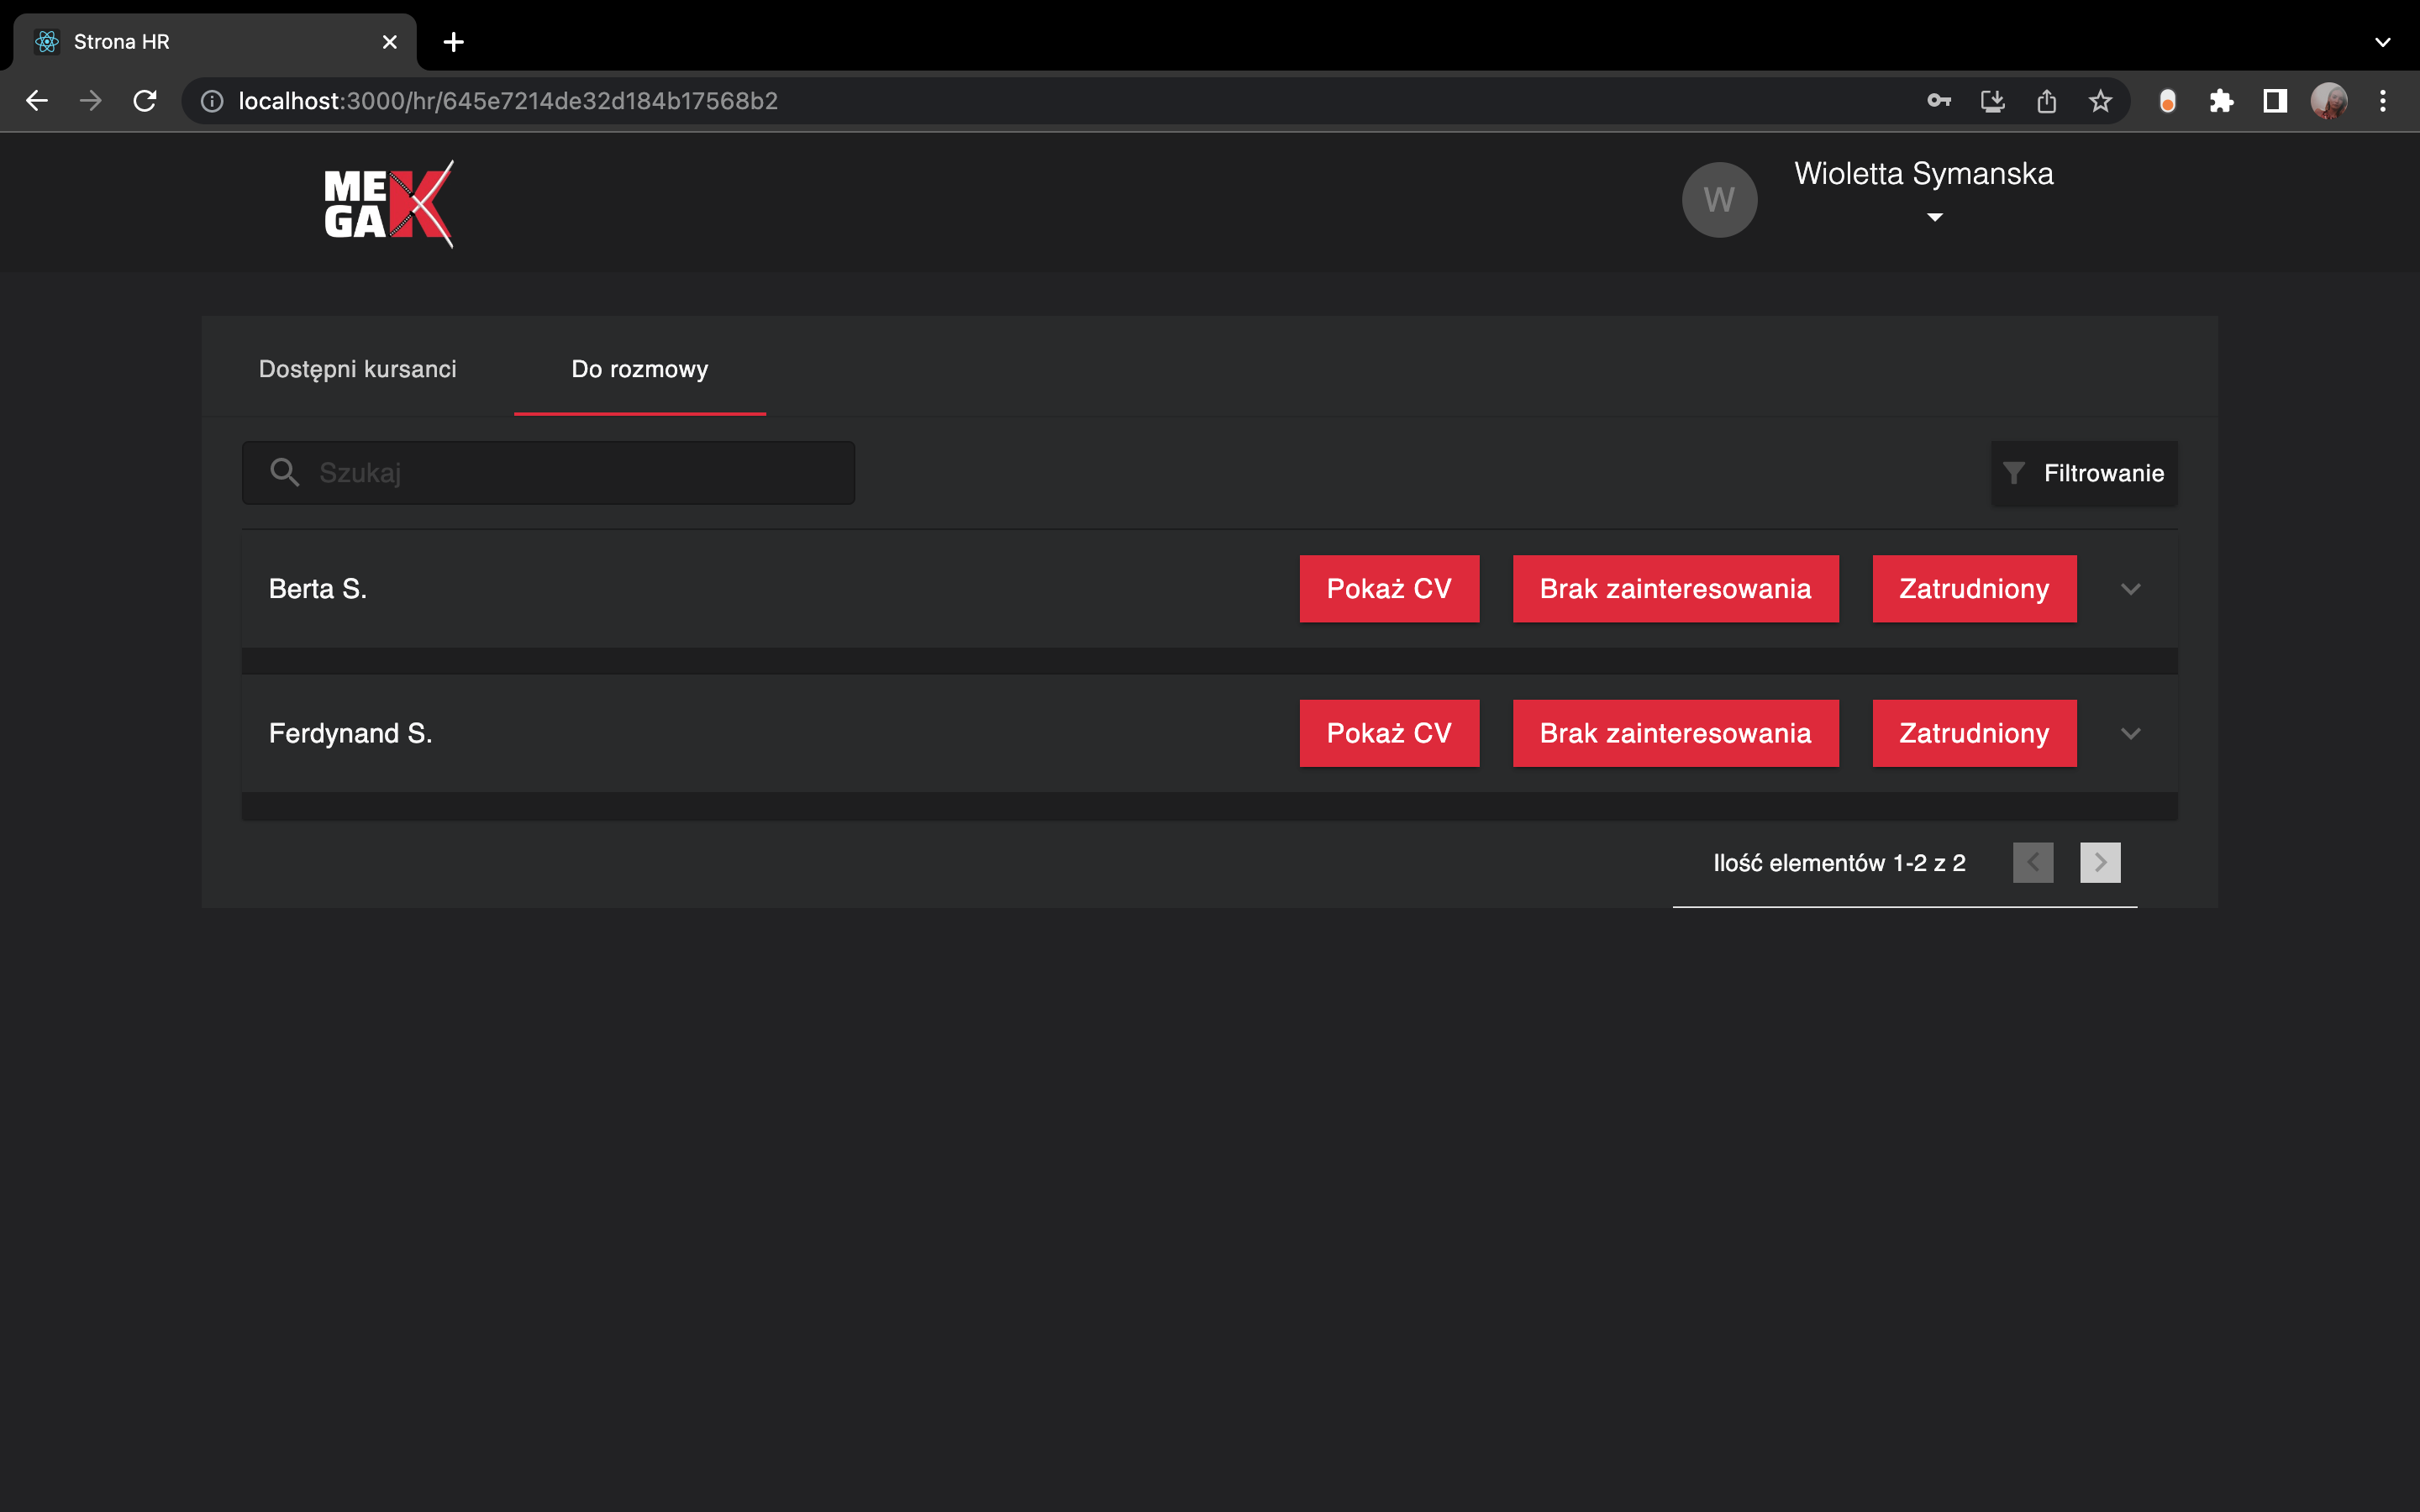 Strona HR
localhost:3000/hr/645e7214de32d184b17568b2
MEGA K
W
Wioletta Symanska
Dostępni kursanci
Do rozmowy
Szukaj
Filtrowanie
Berta S.
Pokaż CV
Brak zainteresowania
Zatrudniony
Ferdynand S.
Pokaż CV
Brak zainteresowania
Zatrudniony
Ilość elementów 1-2 z 2